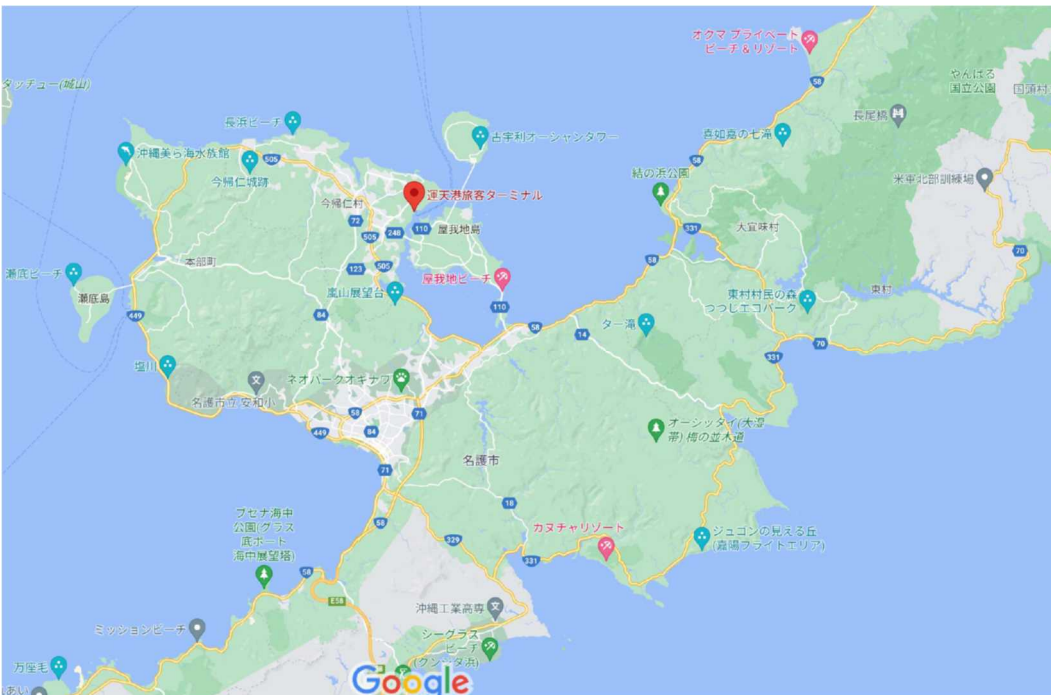 オクマ プライベート
ビーチ & リゾート
58
やんばる
国立公園
国頭村
タッチュー(城山)
長尾橋
長浜ビーチ
古宇利オーシャンタワー
喜如嘉の七滝
沖縄美ら海水族館
505
今帰仁城跡
58
結の浜公園
米軍北部訓練場
運天港旅客ターミナル
今帰仁村
72
248
110
屋我地島
331
大宜味村
505
70
本部町
123
505
58
瀬底ビーチ
屋我地ビーチ
瀬底島
嵐山展望台
東村
東村村民の森
つつじエコパーク
110
449
84
58
14
ター滝
70
331
塩川
ネオパークオキナワ
名護市立安和小
58
71
449
84
オーシッタイ(大湿
帯) 梅の並木道
名護市
71
18
ブセナ海中
公園(グラス
底ボート
海中展望塔)
58
カヌチャリゾート
ジュゴンの見える丘
(嘉陽フライトエリア)
329
331
58
E58
沖縄工業高専
ミッションビーチ
シーグラス
ビーチ
万座毛
Google